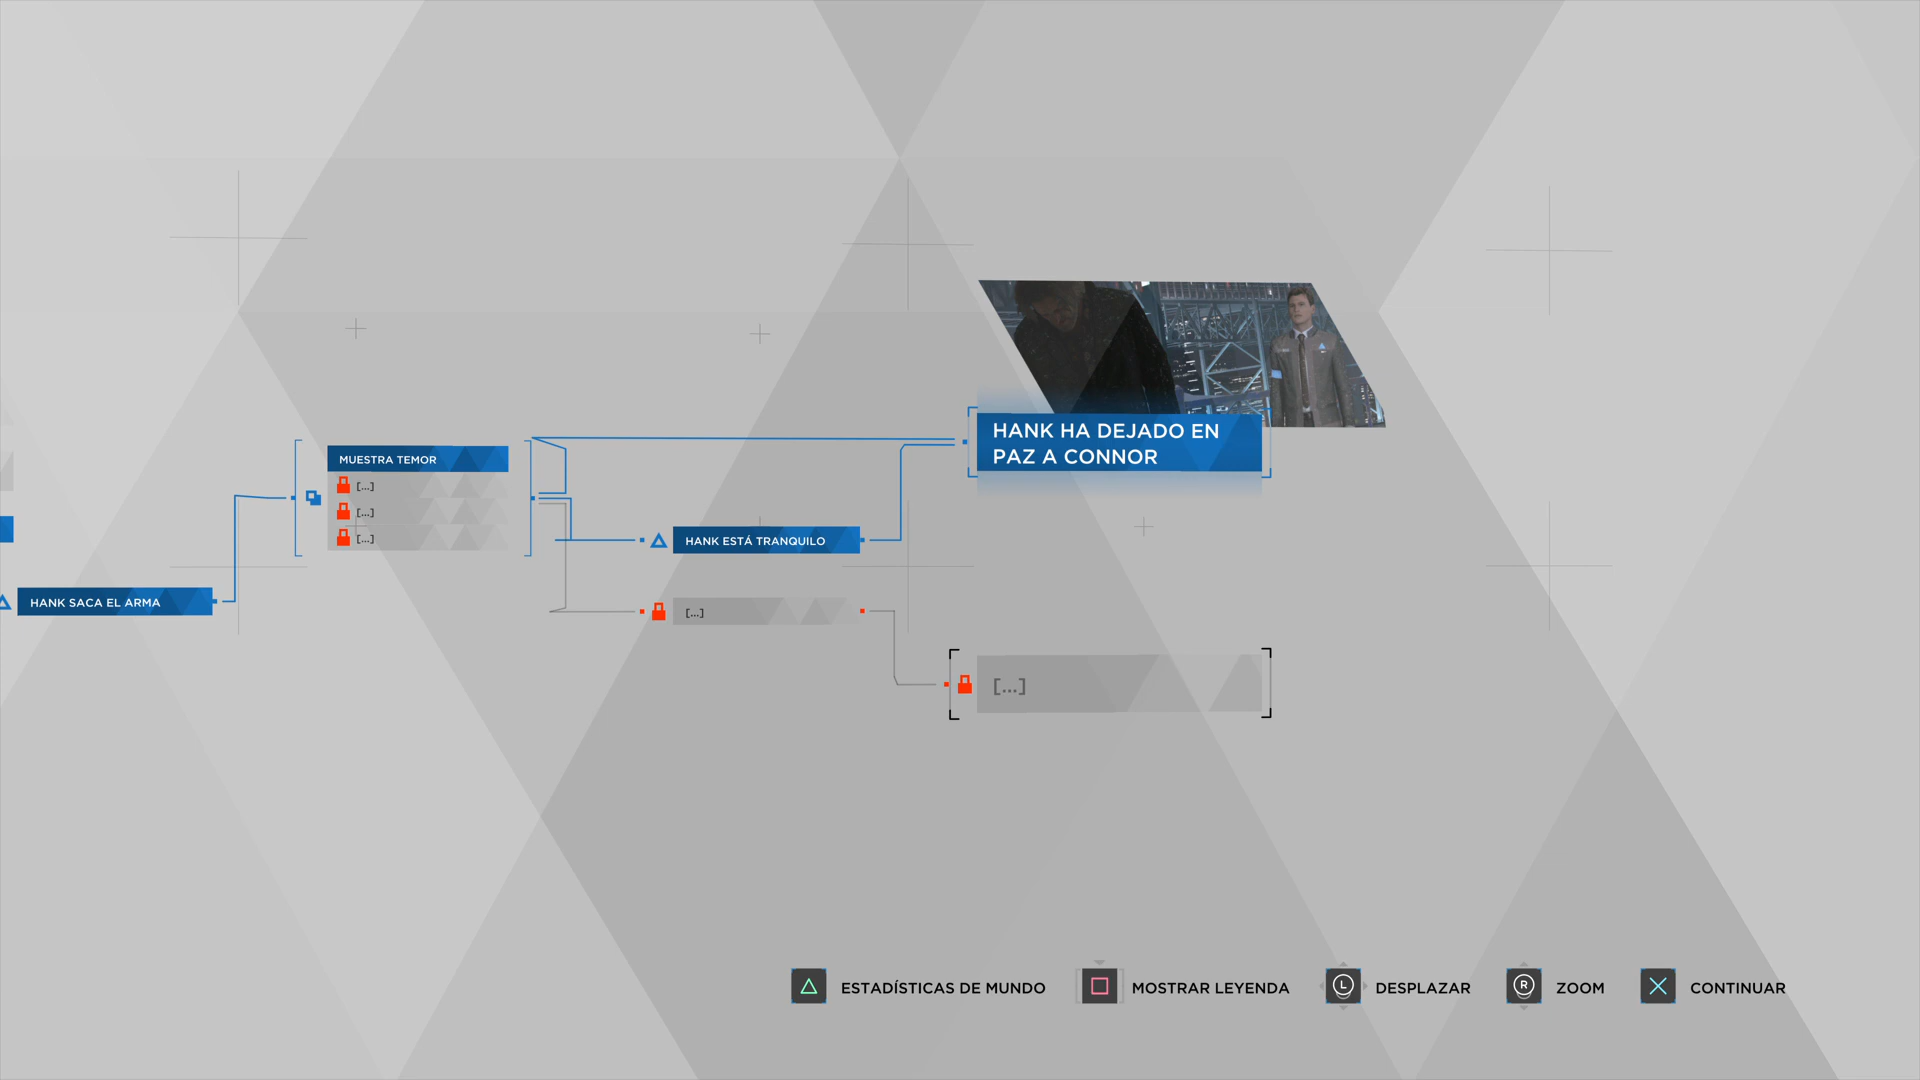 HANK HA DEJADO EN
PAZ A CONNOR
MUESTRA TEMOR
[...]
[...]
[...]
HANK ESTÁ TRANQUILO
HANK SACA EL ARMA
[...]
[...]
ESTADÍSTICAS DE MUNDO
MOSTRAR LEYENDA
L
DESPLAZAR
R
ZOOM
CONTINUAR